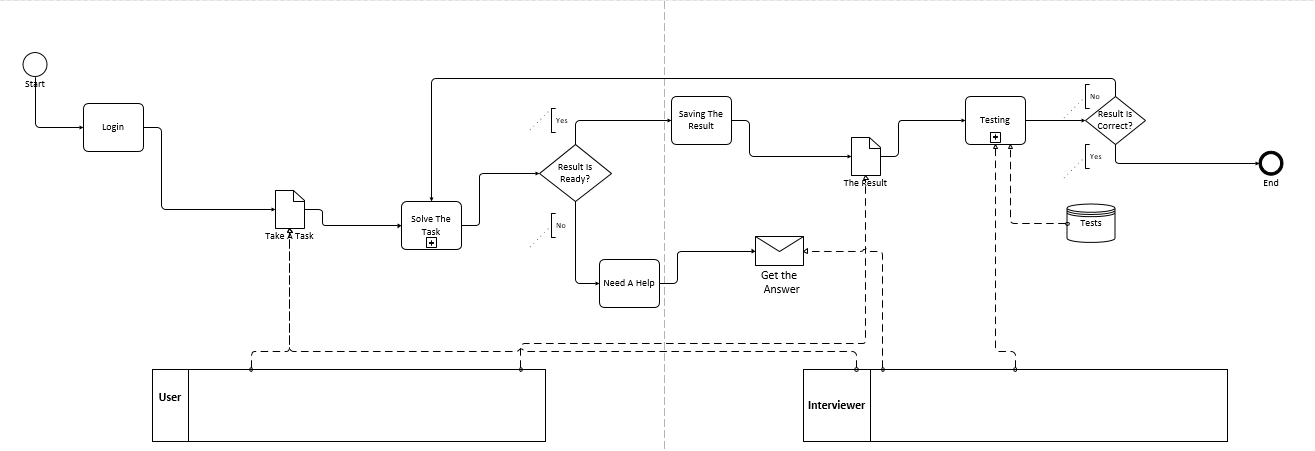 Start
Login
Take A Task
Solve The
Task
Result Is
Ready?
Yes
No
Need A Help
Saving The
Result
Get the
Answer
The Result
Testing
Result Is
Correct?
No
Yes
Tests
End
User
Interviewer